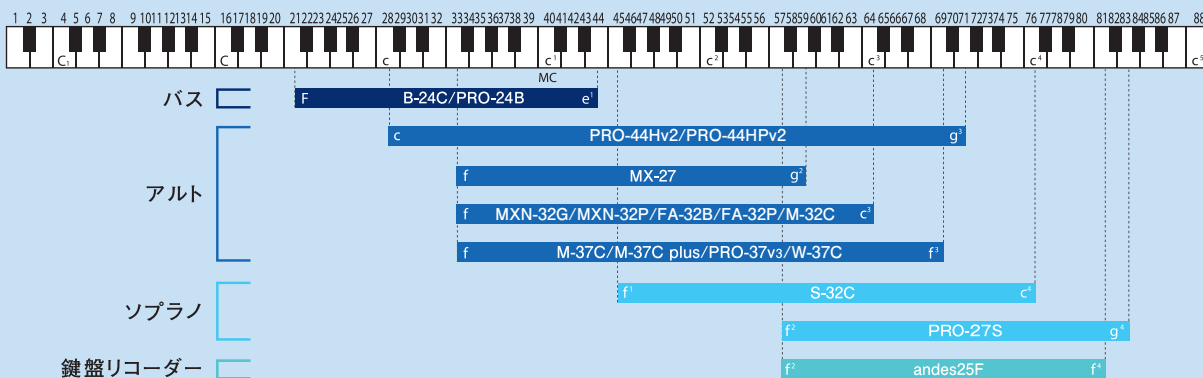 1 2 3 4 5 6 7 8 9 10 11 12 13 14 15 16 17 18 19 20 21 22 23 24 25 26 27 28 29 30 31 32 33 34 35 36 37 38 39 40 41 42 43 44 45 46 47 48 49 50 51 52 53 54 55 56 57 58 59 60 61 62 63 64 65 66 67 68 69 70 71 72 73 74 75 76 77 78 79 80 81 82 83 84 85 86 87 88
C₁ C c c¹ c² c³ c⁴ c⁵
MC
バス F B-24C/PRO-24B e¹
c PRO-44Hv2/PRO-44HPv2 g³
アルト f MX-27 g²
f MXN-32G/MXN-32P/FA-32B/FA-32P/M-32C c³
f M-37C/M-37C plus/PRO-37v3/W-37C f³
ソプラノ f¹ S-32C c⁴
f² PRO-27S g⁴
鍵盤リコーダー f² andes25F f⁴